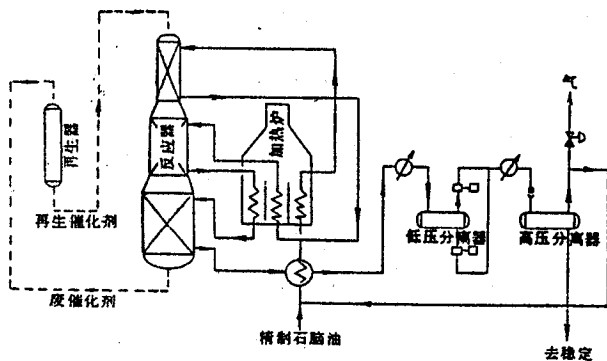 气
再生器
反应器
加热炉
再生催化剂
低压分离器
高压分离器
废催化剂
精制石脑油
去稳定